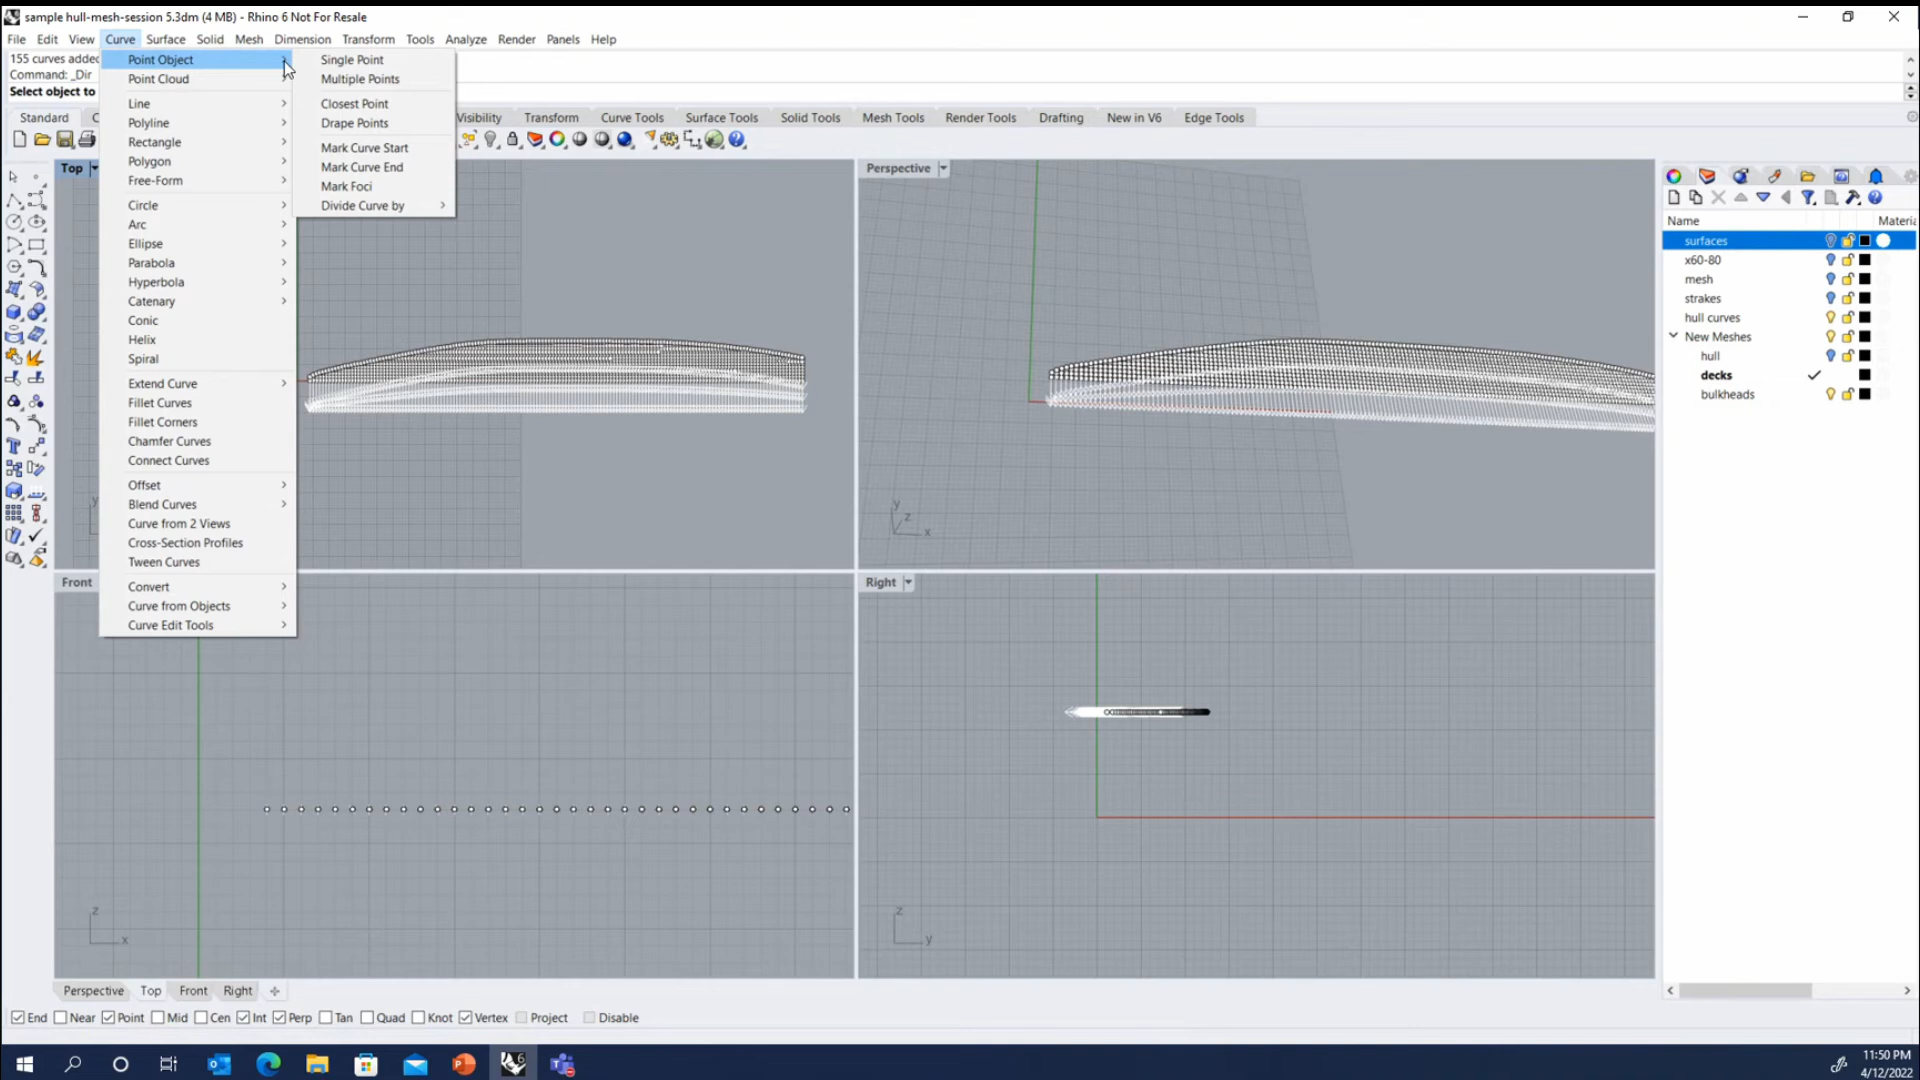 sample hull-mesh-session 5.3dm (4 MB) - Rhino 6 Not For Resale
File Edit View Curve Surface Solid Mesh Dimension Transform Tools Analyze Render Panels Help
155 curves added
Command: _Dir
Select object to
Standard
Visibility Transform Curve Tools Surface Tools Solid Tools Mesh Tools Render Tools Drafting New in V6 Edge Tools
Point Object
Point Cloud
Line
Polyline
Rectangle
Polygon
Free-Form
Circle
Arc
Ellipse
Parabola
Hyperbola
Catenary
Conic
Helix
Spiral
Extend Curve
Fillet Curves
Fillet Corners
Chamfer Curves
Connect Curves
Offset
Blend Curves
Curve from 2 Views
Cross-Section Profiles
Tween Curves
Convert
Curve from Objects
Curve Edit Tools
Single Point
Multiple Points
Closest Point
Drape Points
Mark Curve Start
Mark Curve End
Mark Foci
Divide Curve by
Top
Perspective
y
z
x
Front
z
x
Right
z
y
Name Materia
surfaces
x60-80
mesh
strakes
hull curves
New Meshes
hull
decks
bulkheads
Perspective Top Front Right
End Near Point Mid Cen Int Perp Tan Quad Knot Vertex Project Disable
11:50 PM
4/12/2022